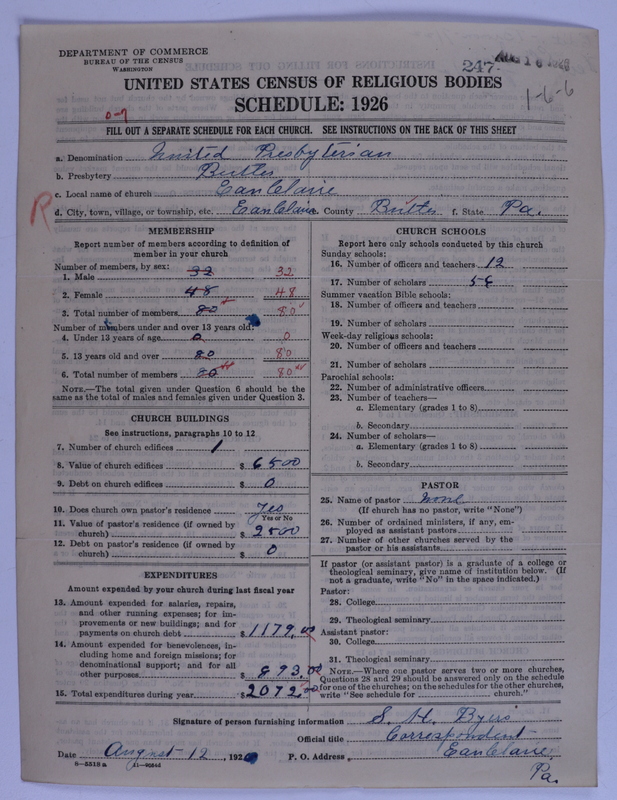 DEPARTMENT OF COMMERCE
BUREAU OF THE CENSUS
WASHINGTON
247 AUG 16 1926
1-6-6
UNITED STATES CENSUS OF RELIGIOUS BODIES
SCHEDULE: 1926
0-7
FILL OUT A SEPARATE SCHEDULE FOR EACH CHURCH. SEE INSTRUCTIONS ON THE BACK OF THIS SHEET
a. Denomination United Presbyterian
b. Presbytery Butler
c. Local name of church Eau Claire
R
d. City, town, village, or township, etc. Eau Claire e. County Butler f. State Pa.
MEMBERSHIP
Report number of members according to definition of
member in your church
Number of members, by sex:
1. Male 32 32
2. Female 48 48
3. Total number of members 80 80
Number of members under and over 13 years old:
4. Under 13 years of age 0 0
5. 13 years old and over 80 80
6. Total number of members 80 80
NOTE.—The total given under Question 6 should be the
same as the total of males and females given under Question 3.
CHURCH BUILDINGS
See instructions, paragraphs 10 to 12
7. Number of church edifices 1
8. Value of church edifices $ 6500
9. Debt on church edifices $ 0
10. Does church own pastor's residence Yes
Yes or No
11. Value of pastor's residence (if owned by
church) $ 2500
12. Debt on pastor's residence (if owned by
church) $ 0
EXPENDITURES
Amount expended by your church during last fiscal year
13. Amount expended for salaries, repairs,
and other running expenses; for im-
provements or new buildings; and for
payments on church debt $ 1179.00
14. Amount expended for benevolences, in-
cluding home and foreign missions; for
denominational support; and for all
other purposes $ 893.00
15. Total expenditures during year $ 2072.00
CHURCH SCHOOLS
Report here only schools conducted by this church
Sunday schools:
16. Number of officers and teachers 12
17. Number of scholars
Summer vacation Bible schools:
18. Number of officers and teachers
19. Number of scholars
Week-day religious schools:
20. Number of officers and teachers
21. Number of scholars
Parochial schools:
22. Number of administrative officers
23. Number of teachers—
a. Elementary (grades 1 to 8)
b. Secondary
24. Number of scholars—
a. Elementary (grades 1 to 8)
b. Secondary
PASTOR
25. Name of pastor None
(If church has no pastor, write "None")
26. Number of ordained ministers, if any, em-
ployed as assistant pastors
27. Number of other churches served by the
pastor or his assistants
If pastor (or assistant pastor) is a graduate of a college or
theological seminary, give name of institution below. (If
not a graduate, write "No" in the space indicated.)
Pastor:
28. College
29. Theological seminary
Assistant pastor:
30. College
31. Theological seminary
NOTE.—Where one pastor serves two or more churches,
Questions 28 and 29 should be answered only on the schedule
for one of the churches; on the schedules for the other churches,
write "See schedule for church."
Signature of person furnishing information S. H. Byers
Official title Correspondent
Date August 12, 1926 P. O. Address Eau Claire,
Pa.
8-2518 a